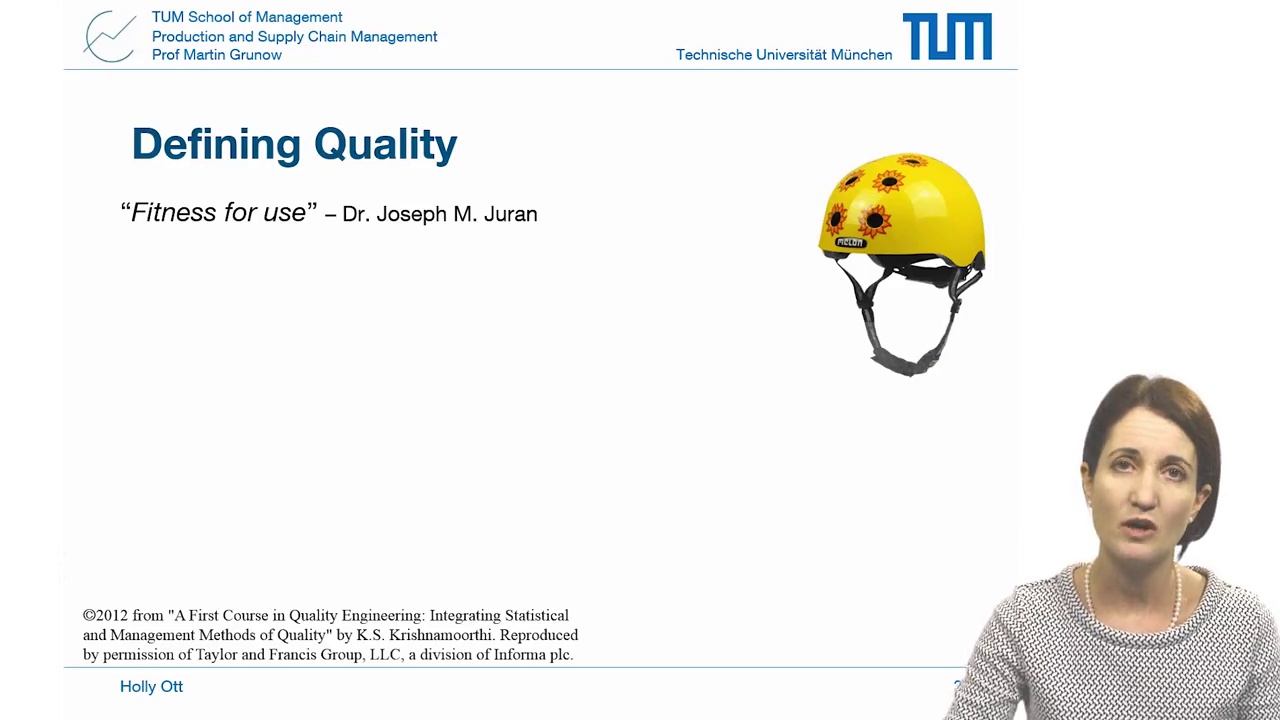 TUM School of Management
Production and Supply Chain Management
Prof Martin Grunow
Technische Universität München
TUM
Defining Quality
“Fitness for use” – Dr. Joseph M. Juran
MELON
©2012 from "A First Course in Quality Engineering: Integrating Statistical
and Management Methods of Quality" by K.S. Krishnamoorthi. Reproduced
by permission of Taylor and Francis Group, LLC, a division of Informa plc.
Holly Ott